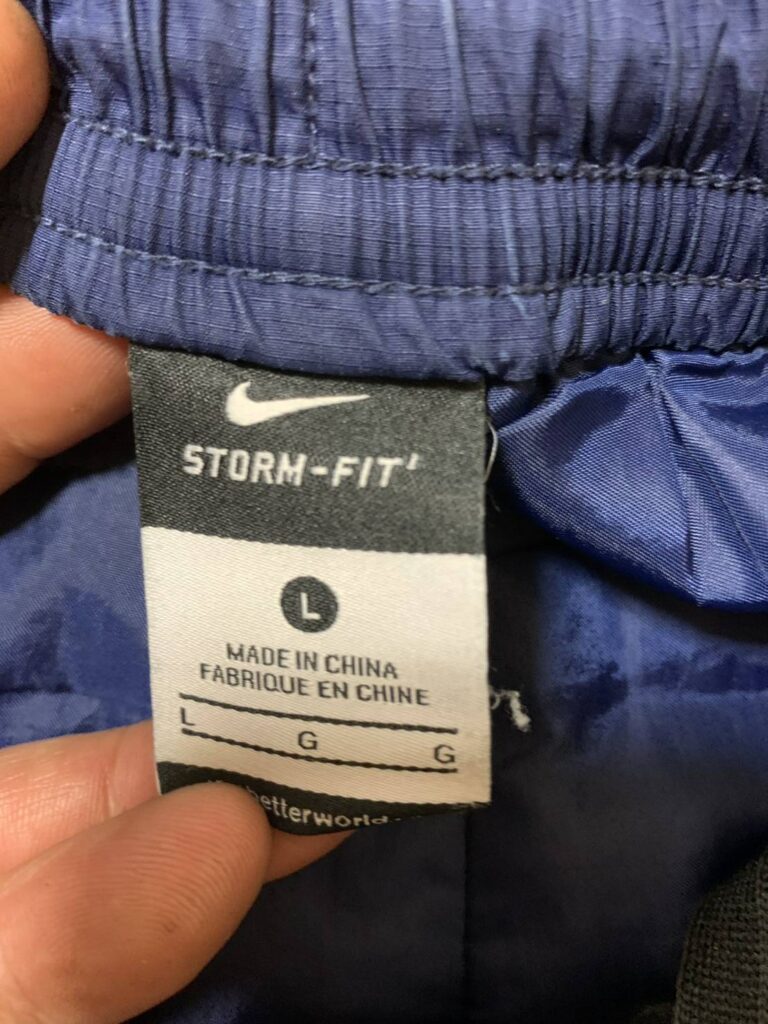 STORM-FIT
L
MADE IN CHINA
FABRIQUE EN CHINE
L G G
betterworld